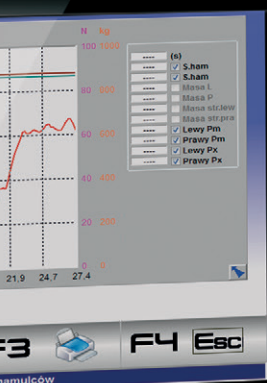 N kg
100 1000
---- (s)
---- S.ham
---- S.ham
80 800
---- Masa L
---- Masa P
---- Masa str.lew
---- Masa str.pra
60 600
---- Lewy Pm
---- Prawy Pm
---- Lewy Px
---- Prawy Px
40 400
20 200
0 0
21,9 24,7 27,4
F3 F4 Esc
hamulców